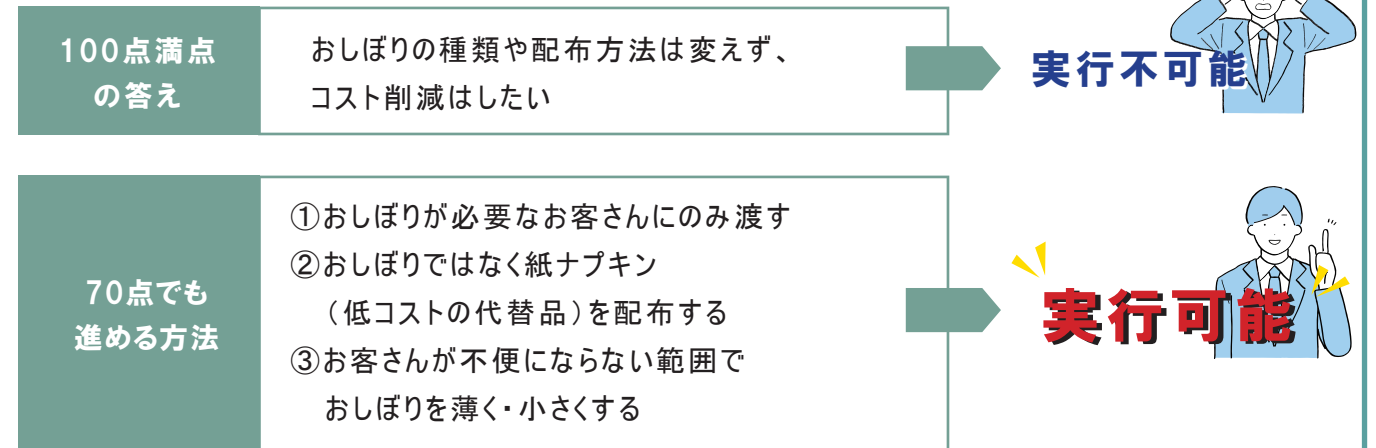 100点満点
の答え
おしぼりの種類や配布方法は変えず、
コスト削減はしたい
実行不可能
70点でも
進める方法
①おしぼりが必要なお客さんにのみ渡す
②おしぼりではなく紙ナプキン
（低コストの代替品）を配布する
③お客さんが不便にならない範囲で
おしぼりを薄く・小さくする
実行可能